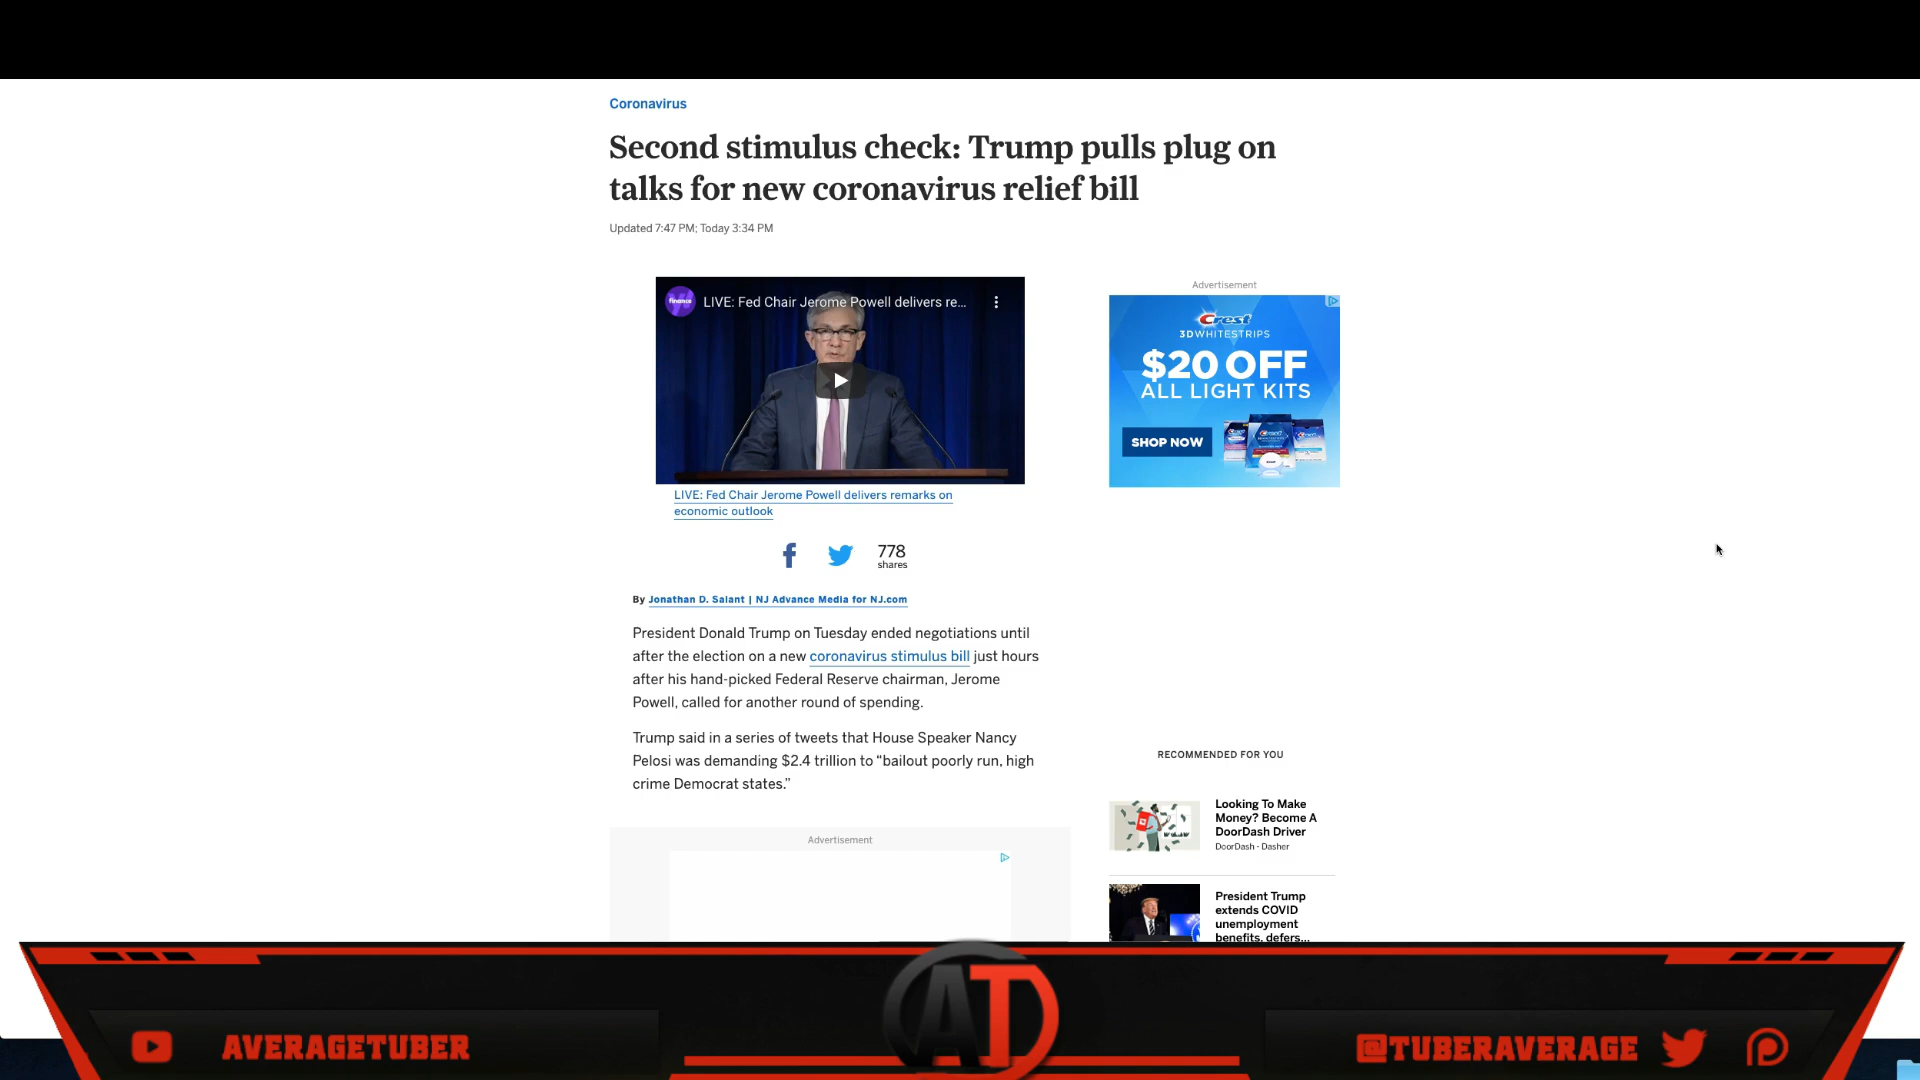 Coronavirus
Second stimulus check: Trump pulls plug on
talks for new coronavirus relief bill
Updated 7:47 PM; Today 3:34 PM
finance
LIVE: Fed Chair Jerome Powell delivers re...
LIVE: Fed Chair Jerome Powell delivers remarks on
economic outlook
778
shares
By Jonathan D. Salant | NJ Advance Media for NJ.com
President Donald Trump on Tuesday ended negotiations until
after the election on a new coronavirus stimulus bill just hours
after his hand-picked Federal Reserve chairman, Jerome
Powell, called for another round of spending.
Trump said in a series of tweets that House Speaker Nancy
Pelosi was demanding $2.4 trillion to “bailout poorly run, high
crime Democrat states.”
Advertisement
Advertisement
Crest
3DWHITESTRIPS
$20 OFF
ALL LIGHT KITS
SHOP NOW
RECOMMENDED FOR YOU
Looking To Make
Money? Become A
DoorDash Driver
DoorDash - Dasher
President Trump
extends COVID
unemployment
benefits, defers...
AVERAGETUBER
AT
@TUBERAVERAGE